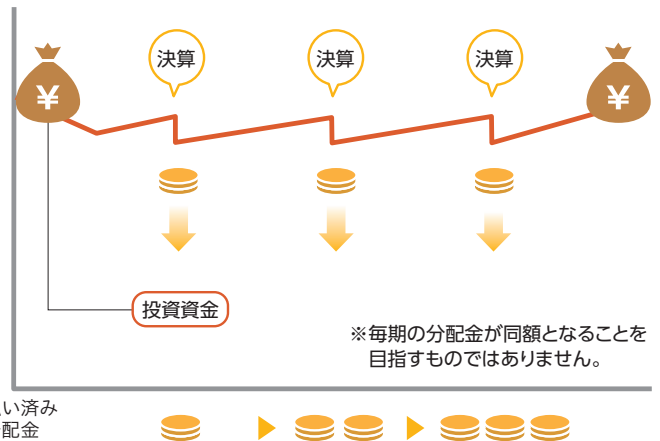 決算
決算
決算
¥
¥
投資資金
※毎期の分配金が同額となることを
目指すものではありません。
い済み
配金